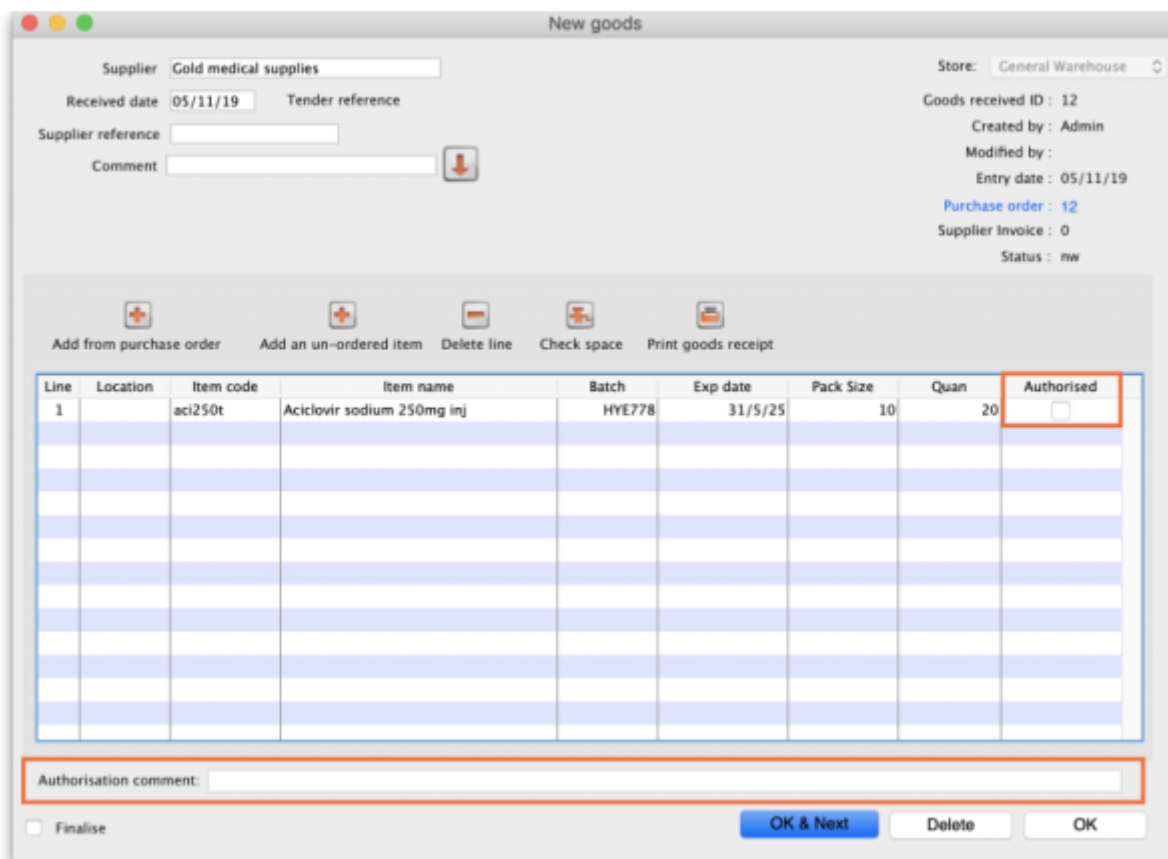 New goods
Supplier Gold medical supplies Store: General Warehouse
Received date 05/11/19 Tender reference Goods received ID : 12
Supplier reference Created by : Admin
Comment Modified by :
Entry date : 05/11/19
Purchase order : 12
Supplier Invoice : 0
Status : nw
Add from purchase order Add an un-ordered item Delete line Check space Print goods receipt
Line Location Item code Item name Batch Exp date Pack Size Quan Authorised
1 aci250t Aciclovir sodium 250mg inj HYE778 31/5/25 10 20
Authorisation comment:
Finalise OK & Next Delete OK